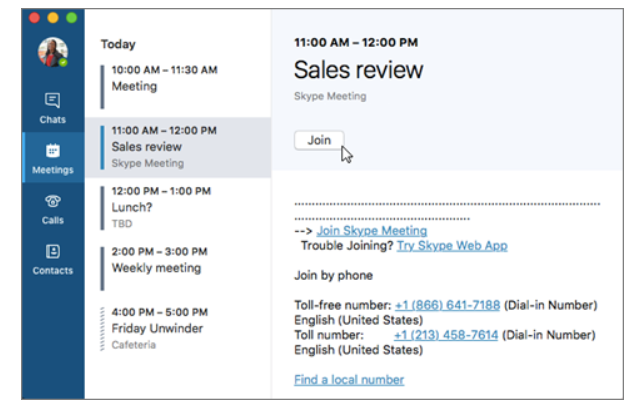 Chats
Meetings
Calls
Contacts
Today
10:00 AM – 11:30 AM
Meeting
11:00 AM – 12:00 PM
Sales review
Skype Meeting
12:00 PM – 1:00 PM
Lunch?
TBD
2:00 PM – 3:00 PM
Weekly meeting
4:00 PM – 5:00 PM
Friday Unwinder
Cafeteria
11:00 AM – 12:00 PM
Sales review
Skype Meeting
Join
.........................................................................................
...................................................
--> Join Skype Meeting
Trouble Joining? Try Skype Web App
Join by phone
Toll-free number: +1 (866) 641-7188 (Dial-in Number)
English (United States)
Toll number: +1 (213) 458-7614 (Dial-in Number)
English (United States)
Find a local number